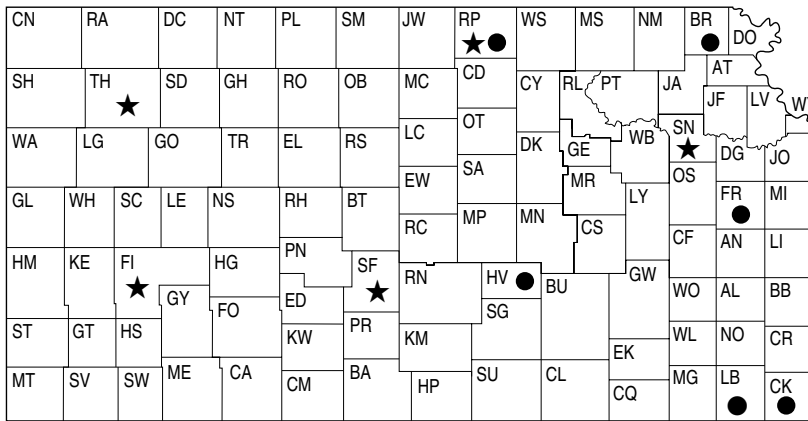 CN RA DC NT PL SM JW RP WS MS NM BR DO
SH TH SD GH RO OB MC CD CY RL PT JA AT
JF LV WY
WA LG GO TR EL RS LC OT DK GE WB SN DG JO
GL WH SC LE NS RH BT EW SA MR LY OS FR MI
RC MP MN CS CF AN LI
HM KE FI HG PN SF RN HV BU GW
GY ED SG WO AL BB
ST GT HS FO KW PR KM EK WL NO CR
MT SV SW ME CA CM BA HP SU CL CQ MG LB CK